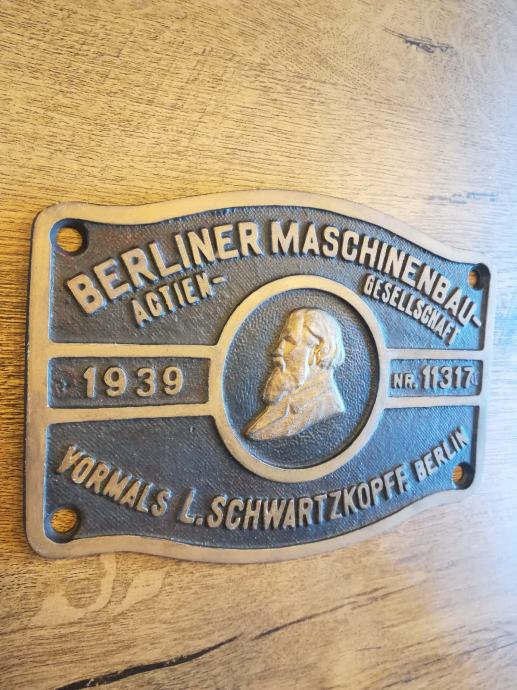 BERLINER MASCHINENBAU-
ACTIEN-
GESELLSCHAFT
1939
NR. 11317
VORMALS L. SCHWARTZKOPFF BERLIN